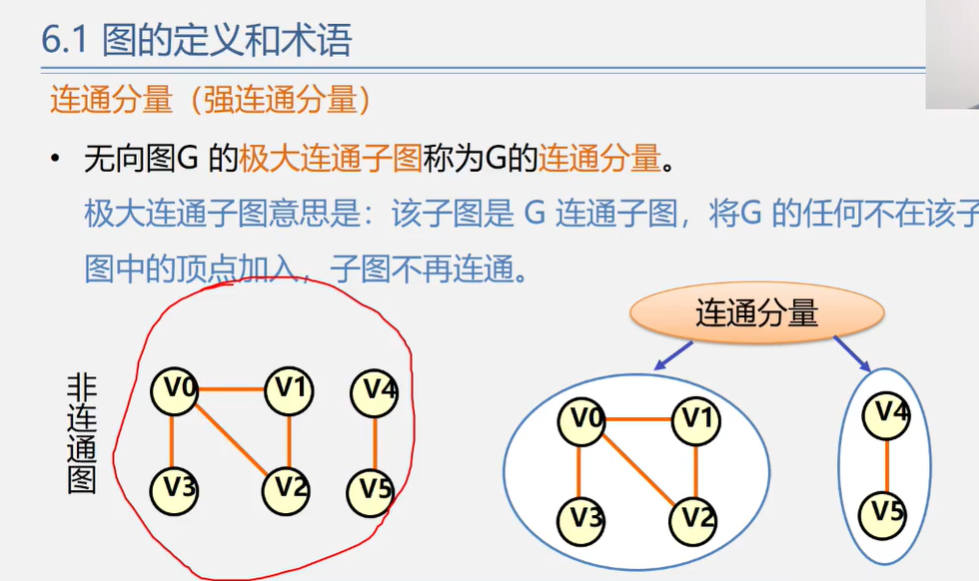 6.1 图的定义和术语
连通分量（强连通分量）
• 无向图G 的极大连通子图称为G的连通分量。
极大连通子图意思是：该子图是 G 连通子图，将G 的任何不在该子
图中的顶点加入，子图不再连通。
连通分量
非连通图
V0 V1 V4
V3 V2 V5
V0 V1 V4
V3 V2 V5